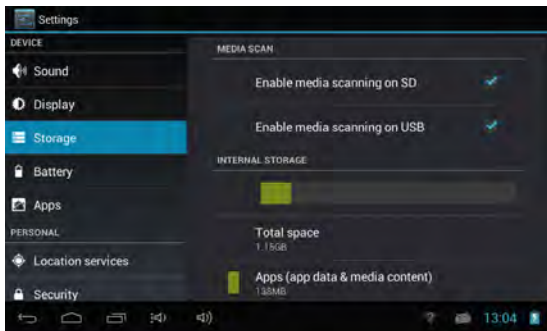 Settings
DEVICE
Sound
Display
Storage
Battery
Apps
PERSONAL
Location services
Security
MEDIA SCAN
Enable media scanning on SD
Enable media scanning on USB
INTERNAL STORAGE
Total space
1.15GB
Apps (app data & media content)
138MB
13:04